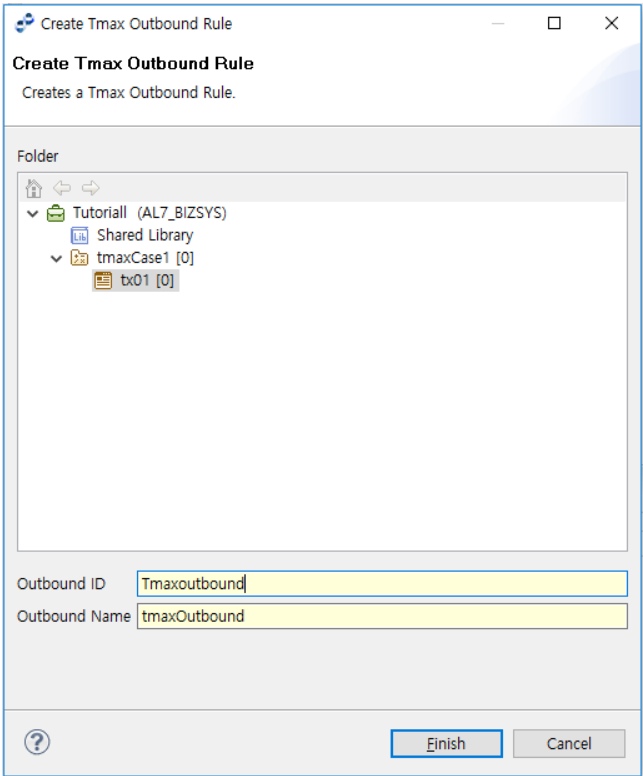 Create Tmax Outbound Rule
Create Tmax Outbound Rule
Creates a Tmax Outbound Rule.
Folder
Tutoriall (AL7_BIZSYS)
Lib Shared Library
tmaxCase1 [0]
tx01 [0]
Outbound ID Tmaxoutbound
Outbound Name tmaxOutbound
? Finish Cancel